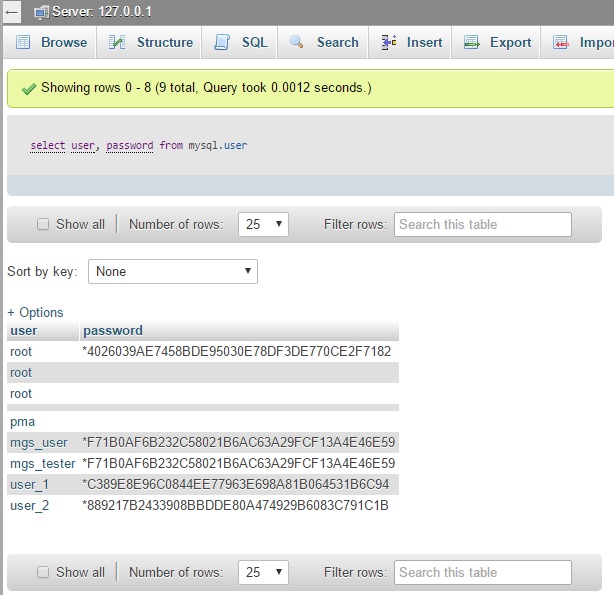 Server: 127.0.0.1
Browse Structure SQL Search Insert Export Impor
Showing rows 0 - 8 (9 total, Query took 0.0012 seconds.)
select user, password from mysql.user
Show all Number of rows: 25 Filter rows: Search this table
Sort by key: None
+ Options
user password
root *4026039AE7458BDE95030E78DF3DE770CE2F7182
root
root
pma
mgs_user *F71B0AF6B232C58021B6AC63A29FCF13A4E46E59
mgs_tester *F71B0AF6B232C58021B6AC63A29FCF13A4E46E59
user_1 *C389E8E96C0844EE77963E698A81B064531B6C94
user_2 *889217B2433908BBDDE80A474929B6083C791C1B
Show all Number of rows: 25 Filter rows: Search this table